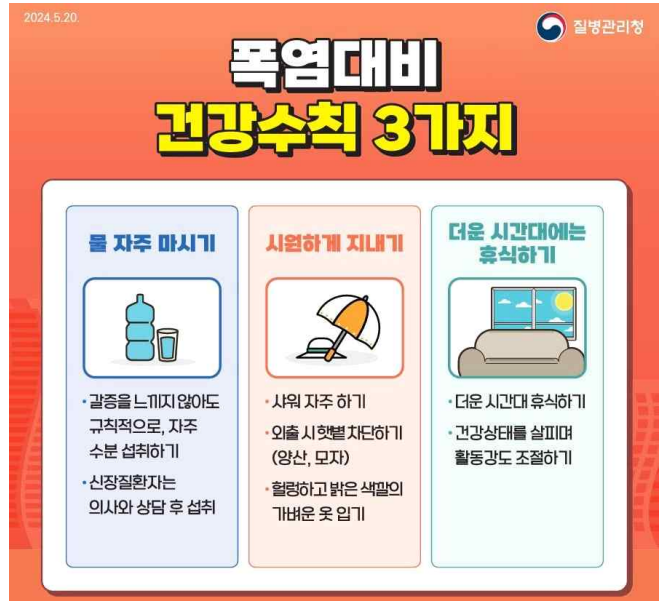 2024.5.20.
질병관리청
폭염대비
건강수칙 3가지
물 자주 마시기
• 갈증을 느끼지 않아도
규칙적으로, 자주
수분 섭취하기
• 신장질환자는
의사와 상담 후 섭취
시원하게 지내기
• 샤워 자주 하기
• 외출 시 햇볕 차단하기
(양산, 모자)
• 헐렁하고 밝은 색깔의
가벼운 옷 입기
더운 시간대에는
휴식하기
• 더운 시간대 휴식하기
• 건강상태를 살피며
활동강도 조절하기